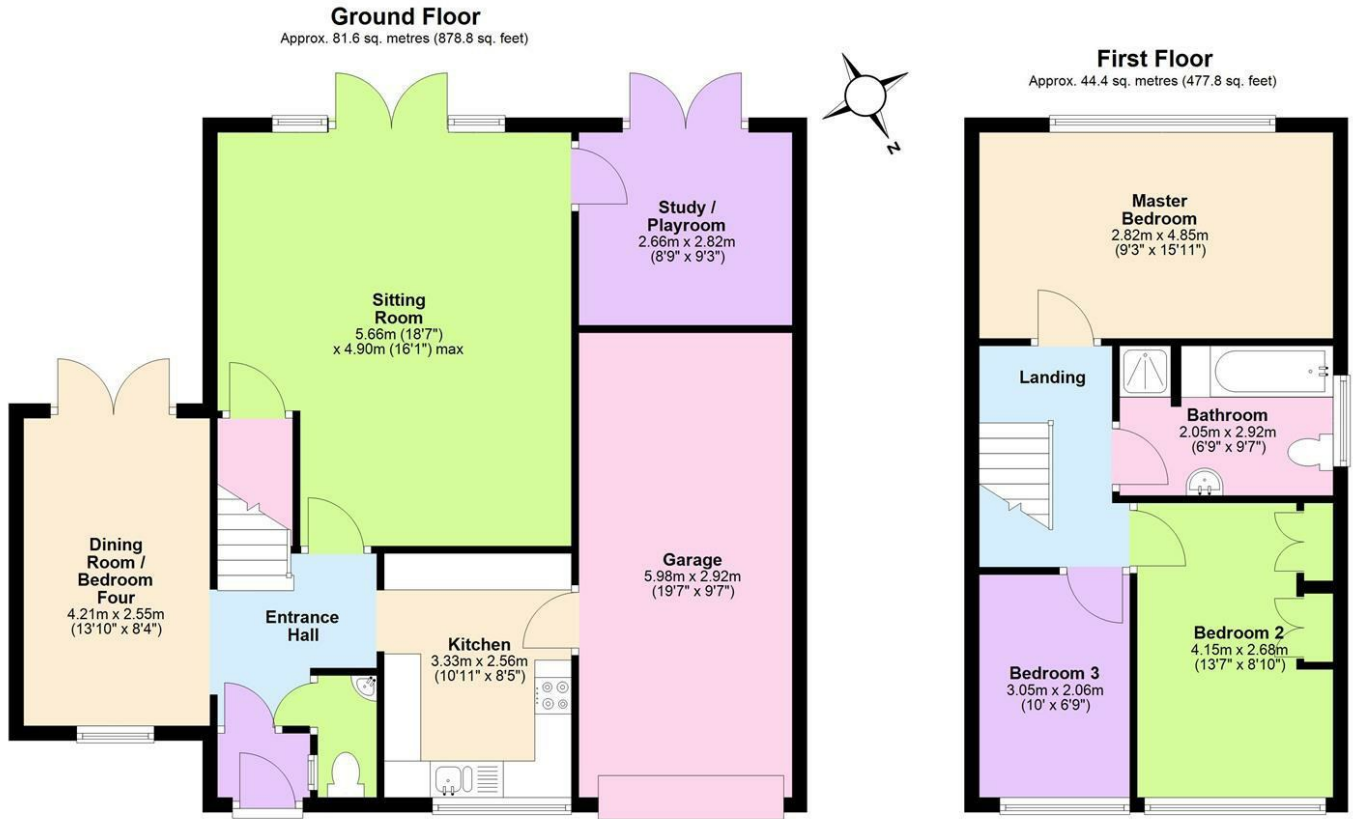 Ground Floor
Approx. 81.6 sq. metres (878.8 sq. feet)
First Floor
Approx. 44.4 sq. metres (477.8 sq. feet)
N
Study /
Playroom
2.66m x 2.82m
(8'9" x 9'3")
Sitting
Room
5.66m (18'7")
x 4.90m (16'1") max
Dining
Room /
Bedroom
Four
4.21m x 2.55m
(13'10" x 8'4")
Entrance
Hall
Kitchen
3.33m x 2.56m
(10'11" x 8'5")
Garage
5.98m x 2.92m
(19'7" x 9'7")
Master
Bedroom
2.82m x 4.85m
(9'3" x 15'11")
Landing
Bathroom
2.05m x 2.92m
(6'9" x 9'7")
Bedroom 2
4.15m x 2.68m
(13'7" x 8'10")
Bedroom 3
3.05m x 2.06m
(10' x 6'9")